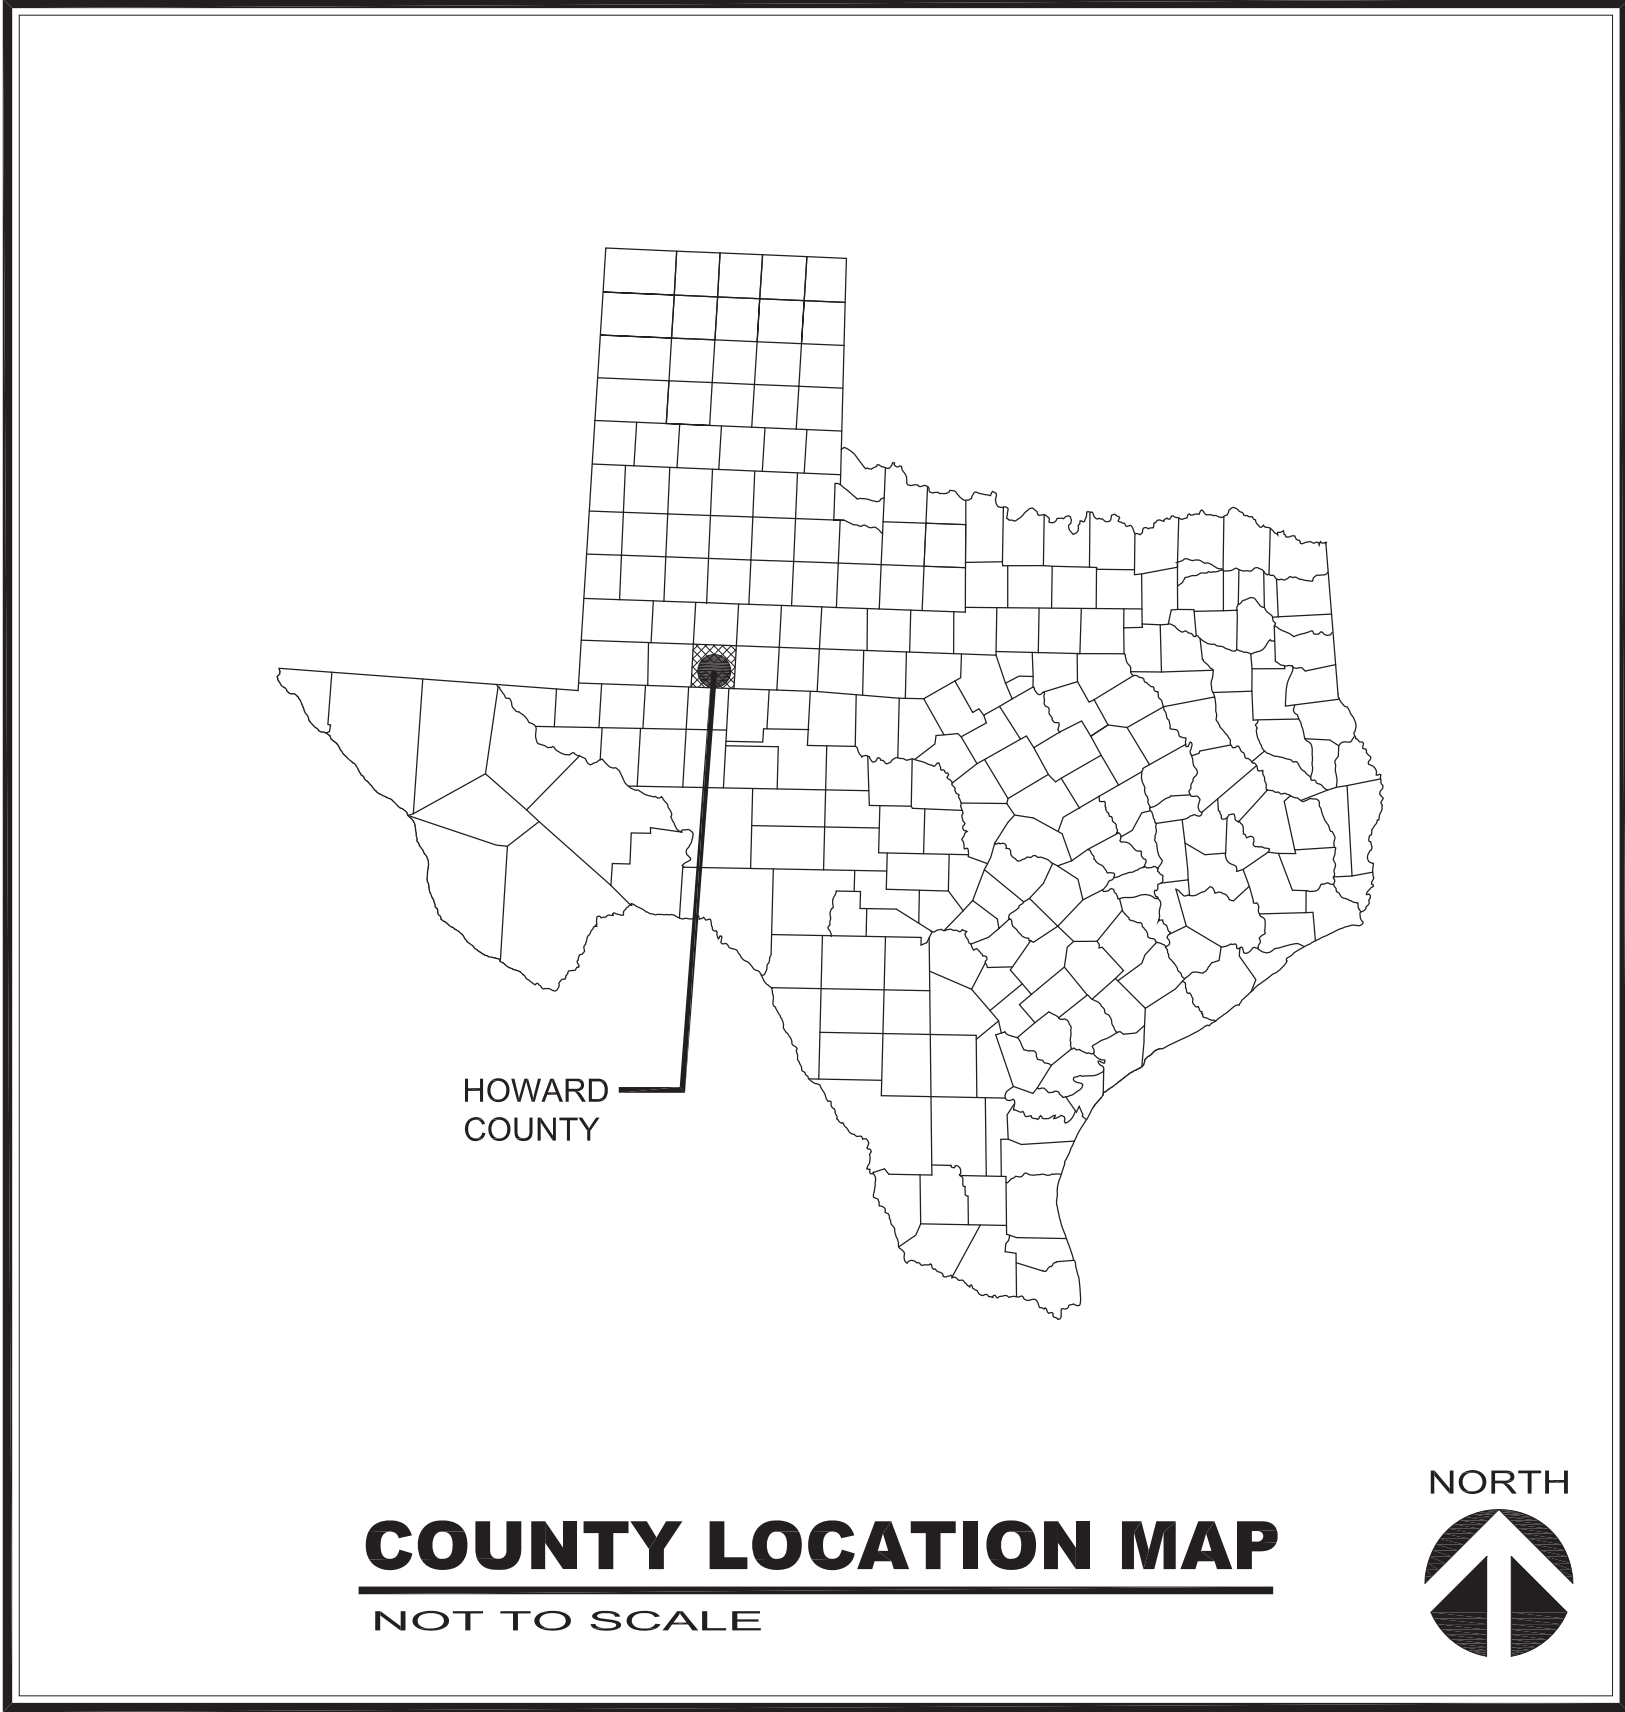 HOWARD
COUNTY
NORTH
COUNTY LOCATION MAP
NOT TO SCALE